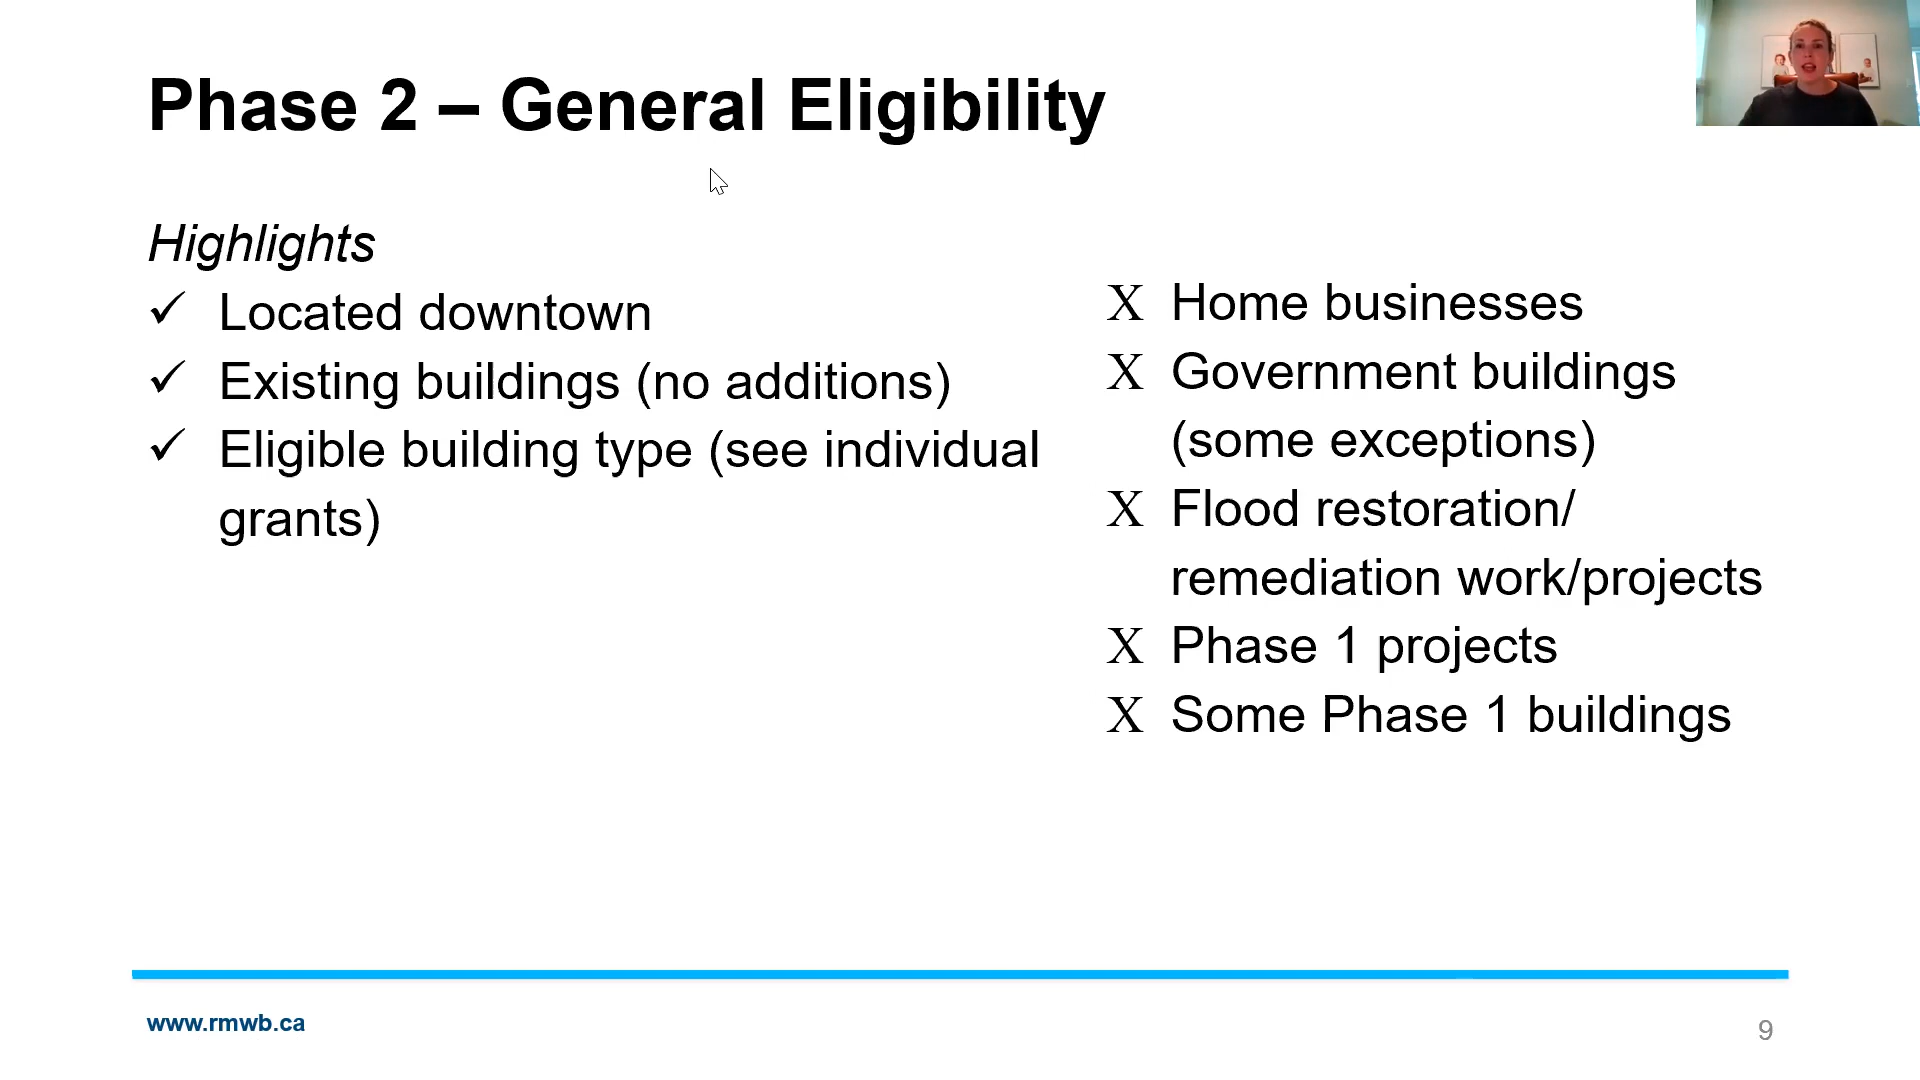 Phase 2 – General Eligibility
Highlights
✓ Located downtown
✓ Existing buildings (no additions)
✓ Eligible building type (see individual
grants)
X Home businesses
X Government buildings
(some exceptions)
X Flood restoration/
remediation work/projects
X Phase 1 projects
X Some Phase 1 buildings
www.rmwb.ca
9